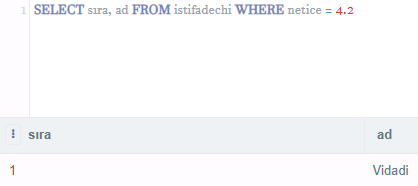 1 SELECT sıra, ad FROM istifadechi WHERE netice = 4.2
sıra ad
1 Vidadi